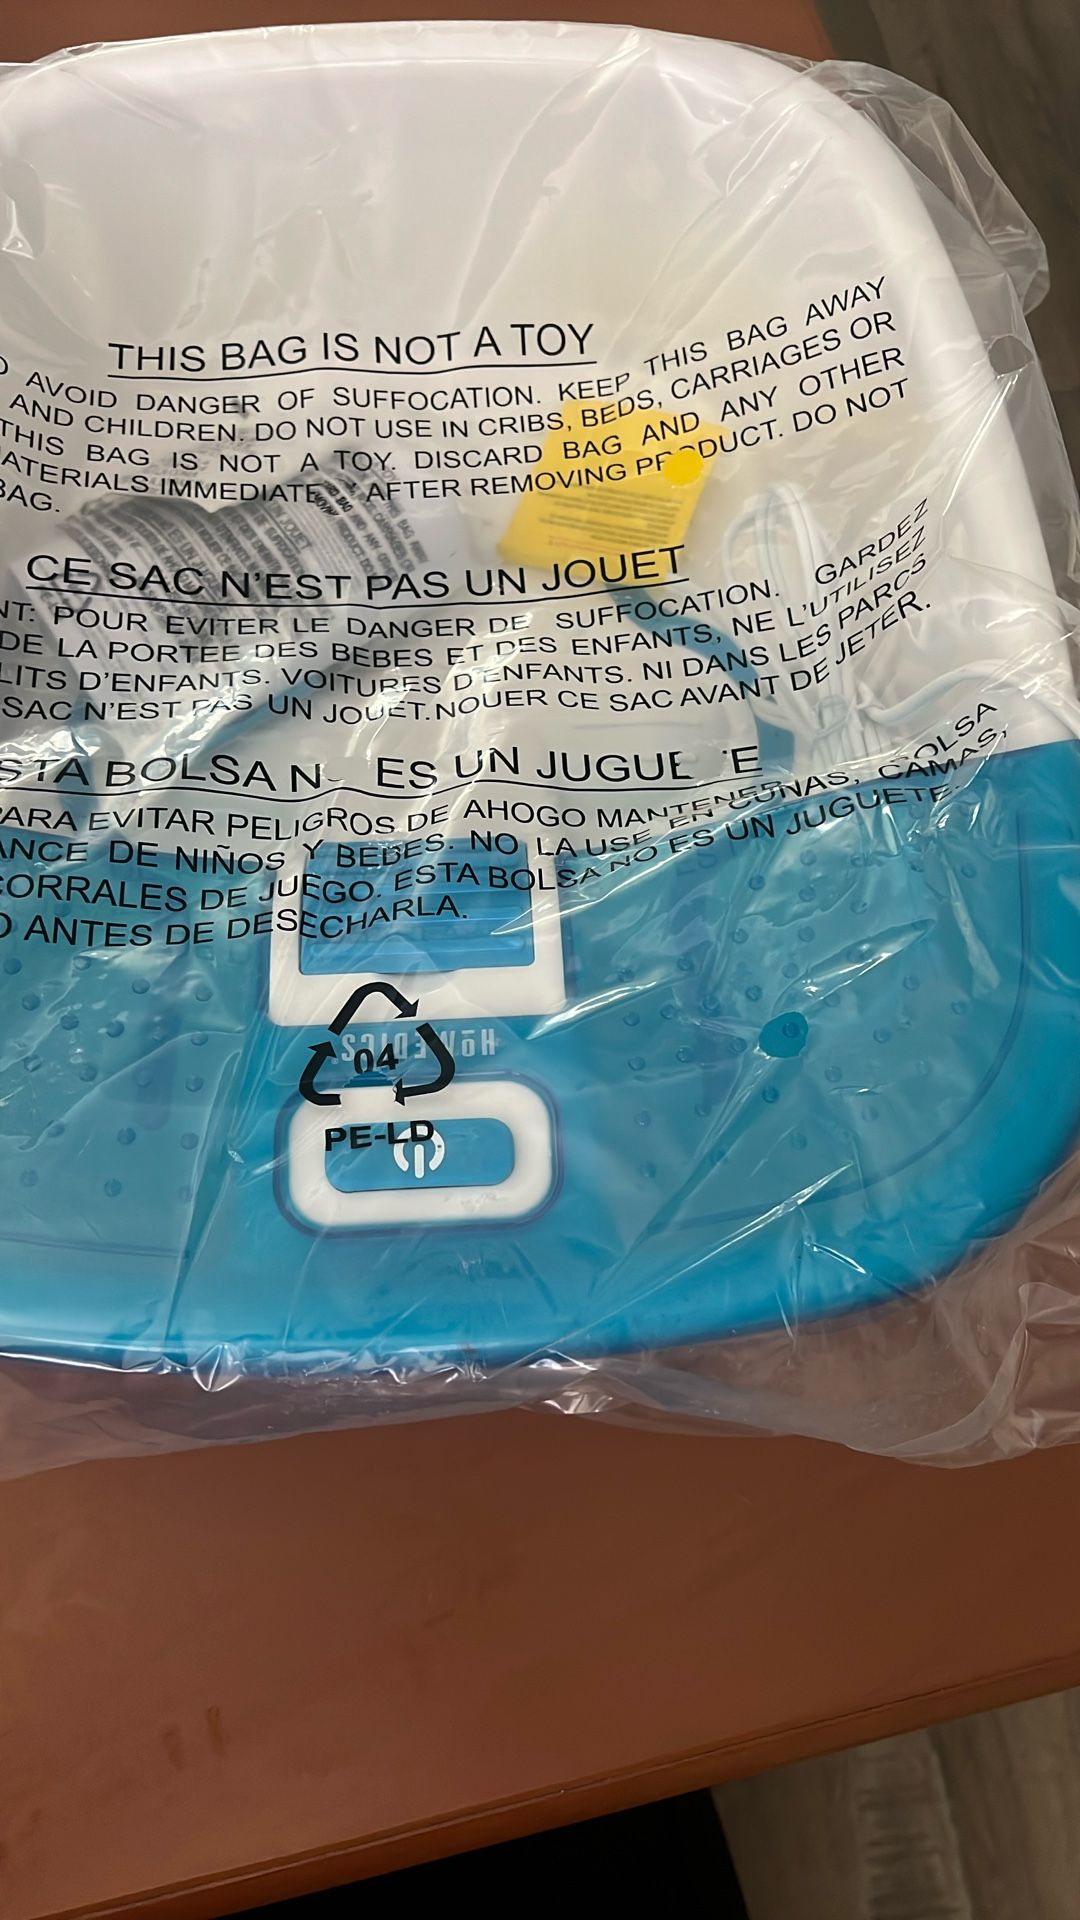 THIS BAG IS NOT A TOY
AVOID DANGER OF SUFFOCATION. KEEP THIS BAG AWAY
AND CHILDREN. DO NOT USE IN CRIBS, BEDS, CARRIAGES OR
THIS BAG IS NOT A TOY. DISCARD BAG AND ANY OTHER
MATERIALS IMMEDIATE Y AFTER REMOVING PRODUCT. DO NOT
BAG.
CE SAC N'EST PAS UN JOUET
POUR EVITER LE DANGER DE SUFFOCATION. GARDEZ
DE LA PORTEE DES BEBES ET DES ENFANTS, NE L'UTILISEZ
LITS D'ENFANTS. VOITURES D'ENFANTS. NI DANS LES PARCS
SAC N'EST PAS UN JOUET. NOUER CE SAC AVANT DE JETER.
STA BOLSA NO ES UN JUGUE E
PARA EVITAR PELIGROS DE AHOGO BOLSA
ANCE DE NIÑOS Y BEBES. NO LA USE EN CAMAS,
CORRALES DE JUEGO. ESTA BOLSA NO ES UN JUGUETE.
O ANTES DE DESECHARLA.
HoMEDICS
04
PE-LD